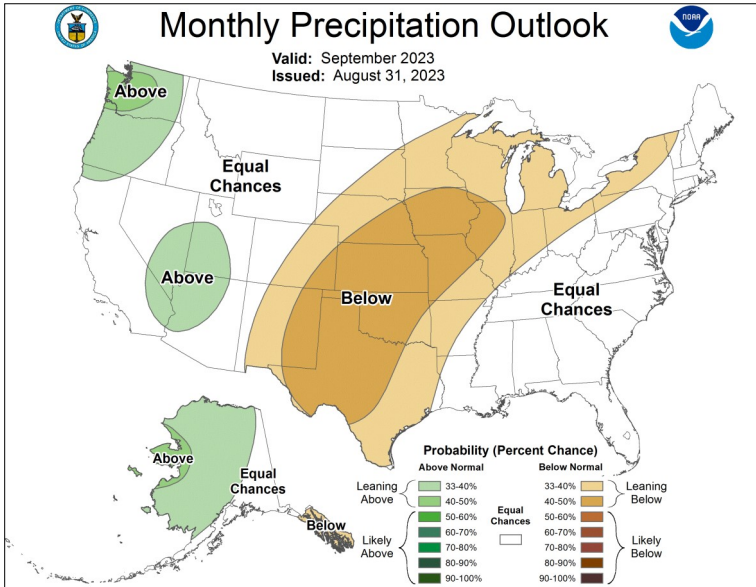 Monthly Precipitation Outlook
NOAA
Valid: September 2023
Issued: August 31, 2023
Above
Equal
Chances
Above
Below
Equal
Chances
Above
Equal
Chances
Below
Probability (Percent Chance)
Above Normal
Below Normal
Leaning
Above
33-40%
40-50%
Likely
Above
50-60%
60-70%
70-80%
80-90%
90-100%
Equal
Chances
33-40%
40-50%
Leaning
Below
50-60%
60-70%
70-80%
80-90%
90-100%
Likely
Below